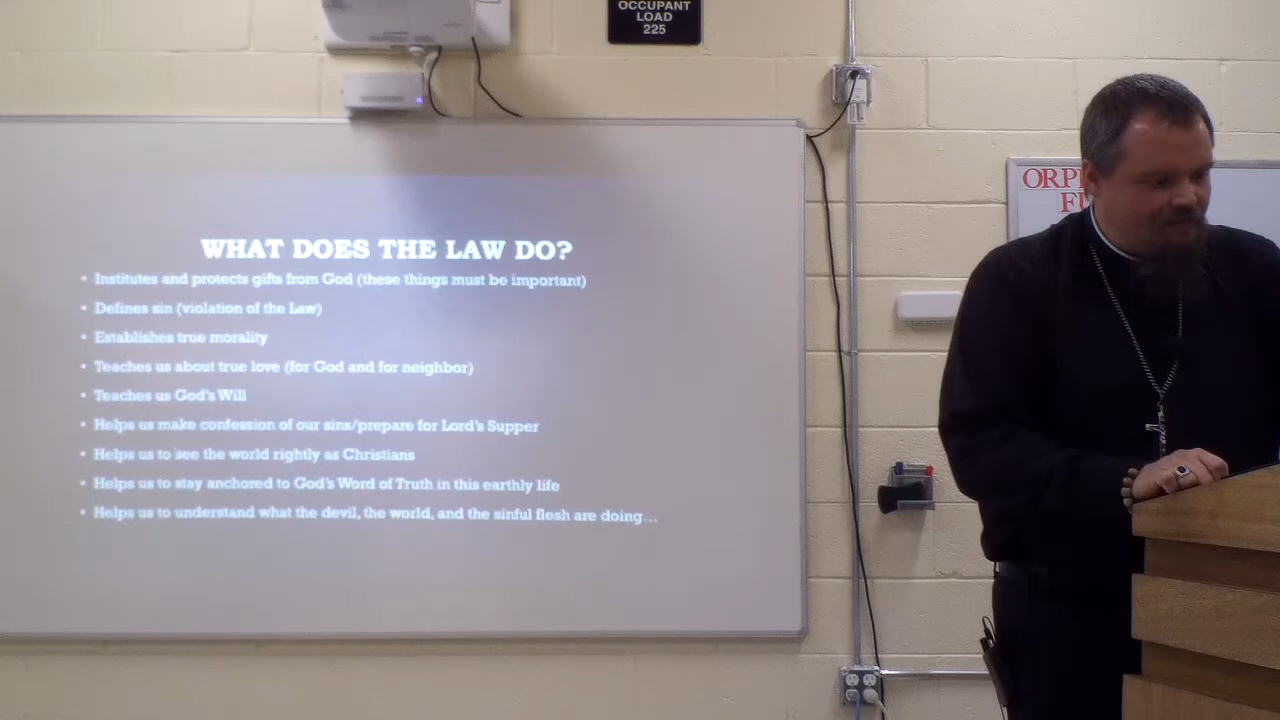 OCCUPANT
LOAD
225
WHAT DOES THE LAW DO?
• Institutes and protects gifts from God (these things must be important)
• Defines sin (violation of the Law)
• Establishes true morality
• Teaches us about true love (for God and for neighbor)
• Teaches us God's Will
• Helps us make confession of our sins/prepare for Lord's Supper
• Helps us to see the world rightly as Christians
• Helps us to stay anchored to God's Word of Truth in this earthly life
• Helps us to understand what the devil, the world, and the sinful flesh are doing...